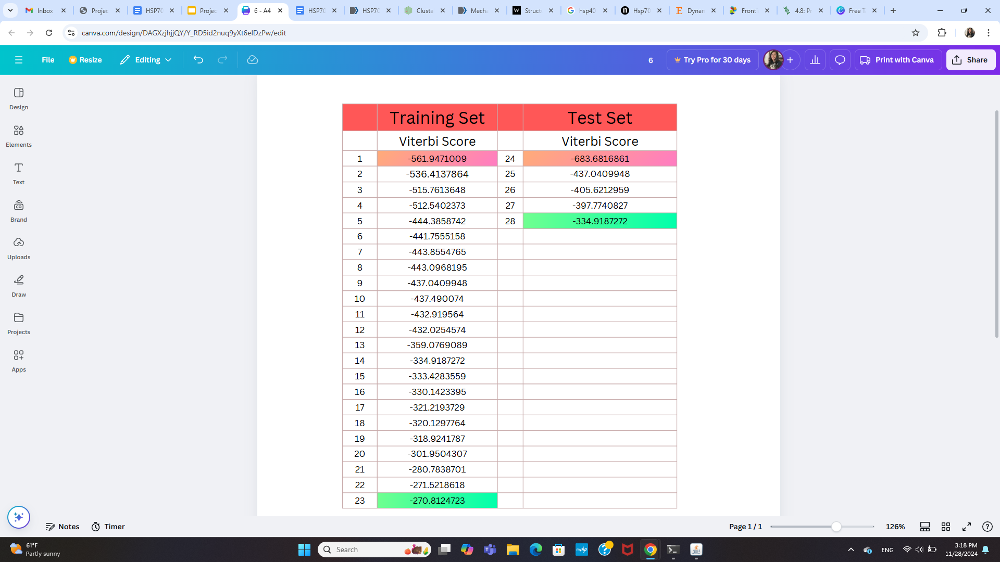 Inbox
Projec
HSP70
Projec
6 - A4
HSP70
HSP70
Clusta
Mecha
Struct
hsp40
Hsp70
Dynan
Fronti
4.8: Pr
Free T
canva.com/design/DAGXzjhjjQY/Y_RD5id2nuq9yXt6elDzPw/edit
File
Resize
Editing
6
Try Pro for 30 days
Print with Canva
Share
Design
Elements
Text
Brand
Uploads
Draw
Projects
Apps
Training Set Test Set
Viterbi Score Viterbi Score
1 -561.9471009 24 -683.6816861
2 -536.4137864 25 -437.0409948
3 -515.7613648 26 -405.6212959
4 -512.5402373 27 -397.7740827
5 -444.3858742 28 -334.9187272
6 -441.7555158
7 -443.8554765
8 -443.0968195
9 -437.0409948
10 -437.490074
11 -432.919564
12 -432.0254574
13 -359.0769089
14 -334.9187272
15 -333.4283559
16 -330.1423395
17 -321.2193729
18 -320.1297764
19 -318.9241787
20 -301.9504307
21 -280.7838701
22 -271.5218618
23 -270.8124723
Notes
Timer
Page 1 / 1
126%
61°F
Partly sunny
Search
ENG
3:18 PM
11/28/2024